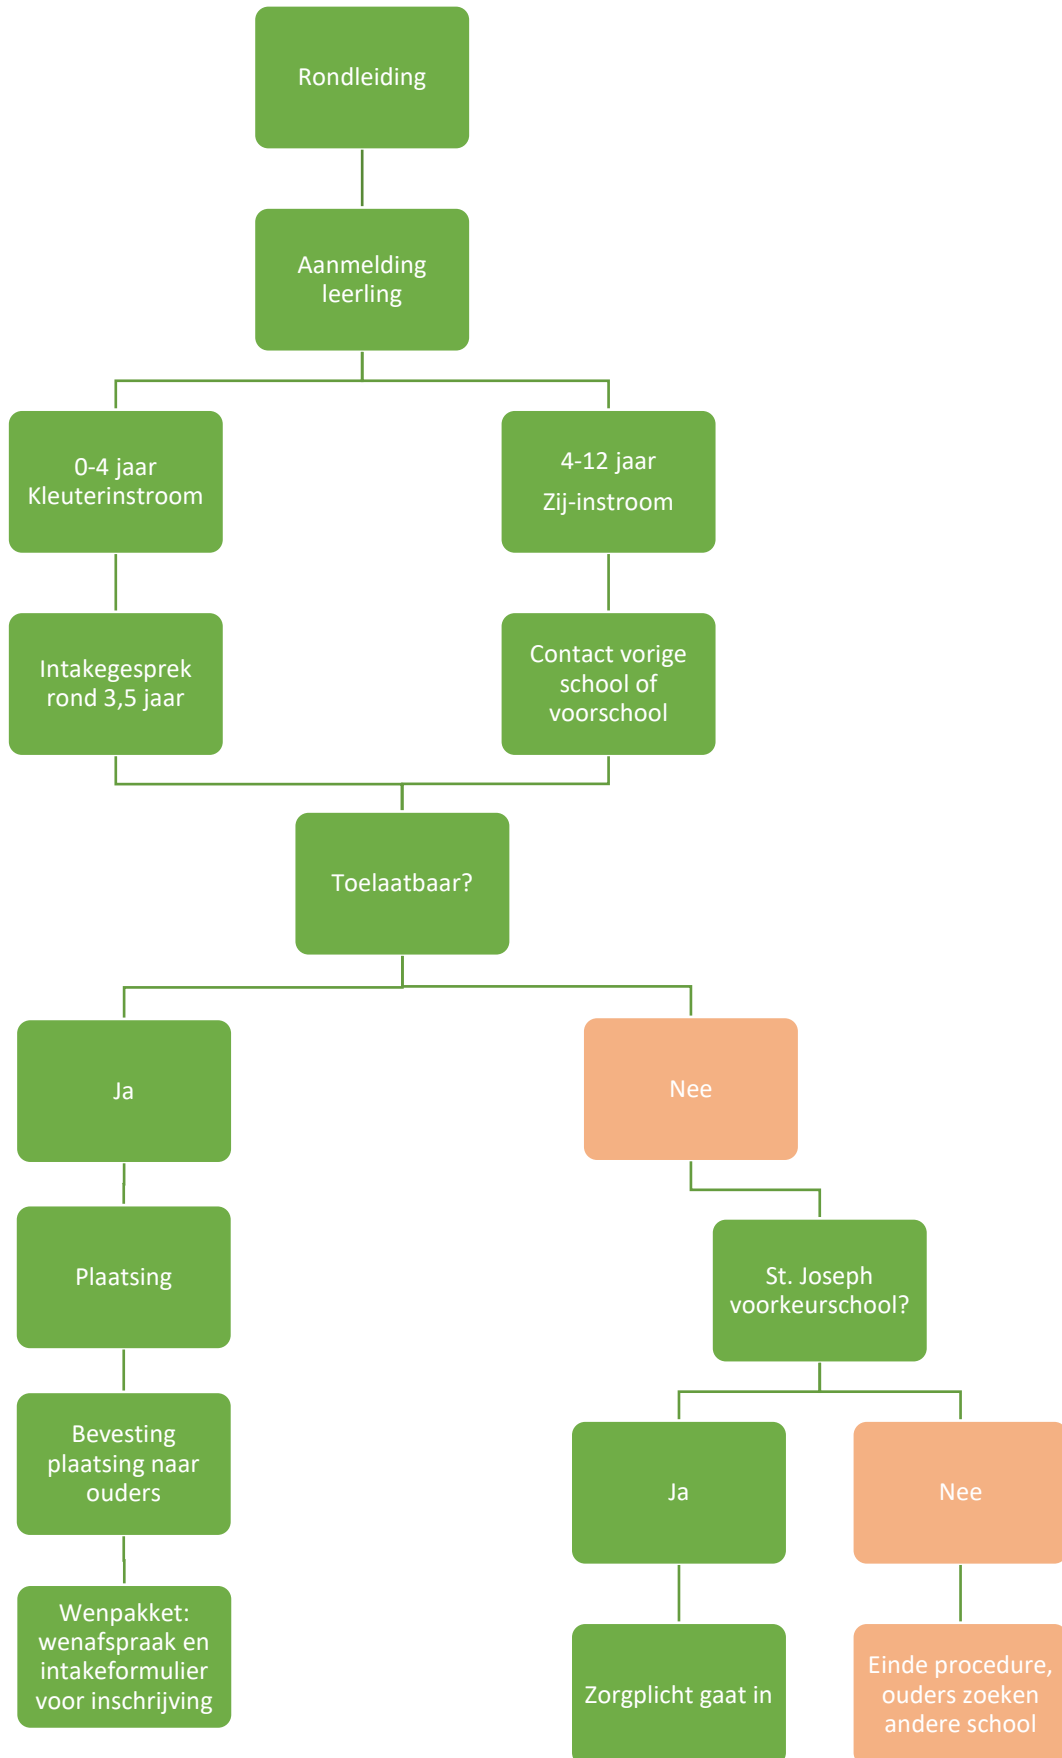 Rondleiding
Aanmelding
leerling
0-4 jaar
Kleuterinstroom
4-12 jaar
Zij-instroom
Intakegesprek
rond 3,5 jaar
Contact vorige
school of
voorschool
Toelaatbaar?
Ja
Nee
Plaatsing
St. Joseph
voorkeurschool?
Bevesting
plaatsing naar
ouders
Ja
Nee
Wenpakket:
wenafspraak en
intakeformulier
voor inschrijving
Zorgplicht gaat in
Einde procedure,
ouders zoeken
andere school